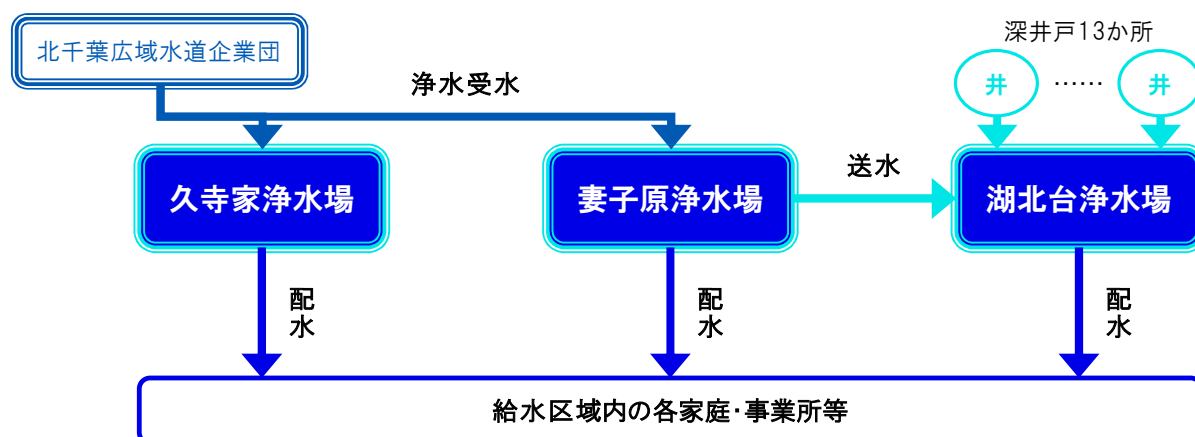 北千葉広域水道企業団
深井戸13か所
浄水受水
井 …… 井
久寺家浄水場
妻子原浄水場
送水
湖北台浄水場
配水
配水
配水
給水区域内の各家庭・事業所等